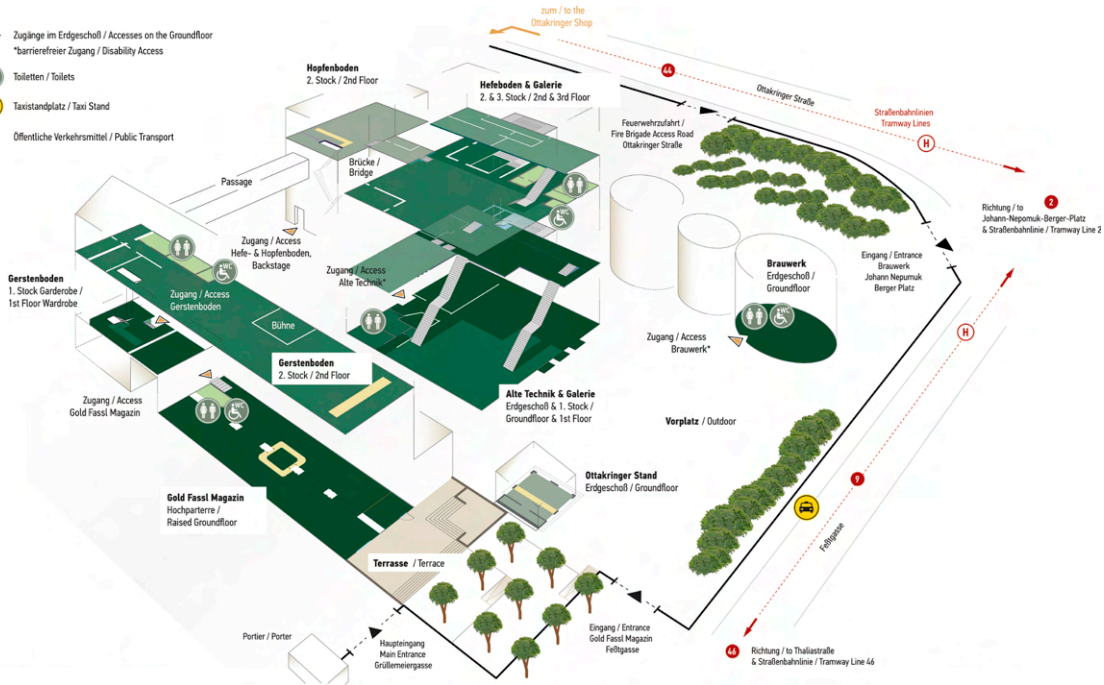 zum / to the
Ottakringer Shop
Zugänge im Erdgeschoß / Accesses on the Groundfloor
*barrierefreier Zugang / Disability Access
Toiletten / Toilets
Taxistandplatz / Taxi Stand
Öffentliche Verkehrsmittel / Public Transport
Hopfenboden
2. Stock / 2nd Floor
Hefeboden & Galerie
2. & 3. Stock / 2nd & 3rd Floor
44
Ottakringer Straße
Straßenbahnlinien
Tramway Lines
H
Feuerwehrzufahrt /
Fire Brigade Access Road
Ottakringer Straße
Brücke /
Bridge
Passage
WC
2
Richtung / to
Johann-Nepomuk-Berger-Platz
& Straßenbahnlinie / Tramway Line 2
Zugang / Access
Hefe- & Hopfenboden,
Backstage
Eingang / Entrance
Brauwerk
Johann Nepumuk
Berger Platz
Brauwerk
Erdgeschoß /
Groundfloor
Gerstenboden
1. Stock Garderobe /
1st Floor Wardrobe
WC
Zugang / Access
Gerstenboden
Zugang / Access
Alte Technik*
Bühne
WC
Zugang / Access
Brauwerk*
H
Gerstenboden
2. Stock / 2nd Floor
Zugang / Access
Gold Fassl Magazin
WC
Alte Technik & Galerie
Erdgeschoß & 1. Stock /
Groundfloor & 1st Floor
Vorplatz / Outdoor
Ottakringer Stand
Erdgeschoß / Groundfloor
9
Gold Fassl Magazin
Hochparterre /
Raised Groundfloor
Feßtgasse
Terrasse / Terrace
Portier / Porter
Haupteingang
Main Entrance
Grüllemeiergasse
Eingang / Entrance
Gold Fassl Magazin
Feßtgasse
46
Richtung / to Thaliastraße
& Straßenbahnlinie / Tramway Line 46